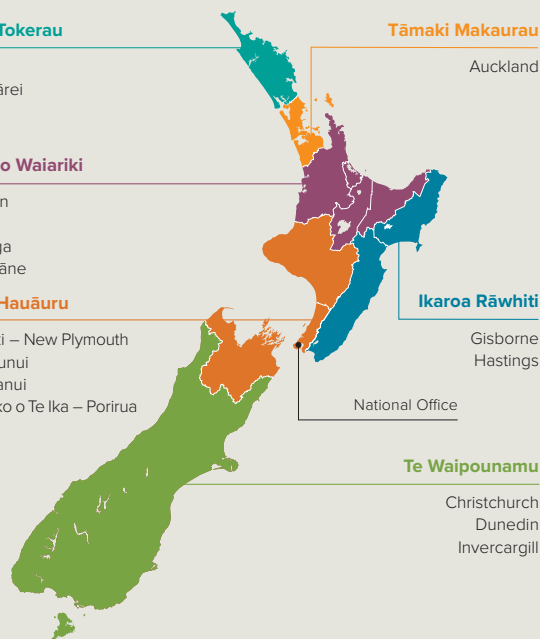 Tokerau
ārei
o Waiariki
n
ga
āne
Hauāuru
ti – New Plymouth
unui
anui
ko o Te Ika – Porirua
Tāmaki Makaurau
Auckland
Ikaroa Rāwhiti
Gisborne
Hastings
National Office
Te Waipounamu
Christchurch
Dunedin
Invercargill